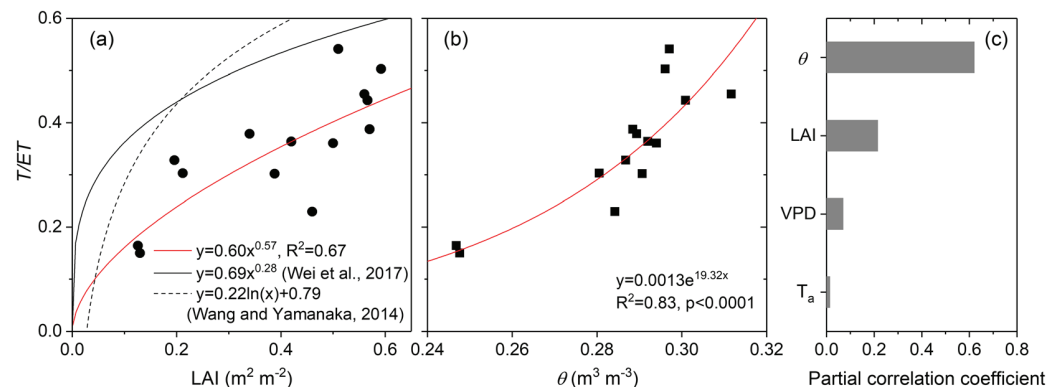 (a)
(b)
(c)
T/ET
0.6
0.4
0.2
0.0
y=0.60x^0.57, R²=0.67
y=0.69x^0.28 (Wei et al., 2017)
y=0.22ln(x)+0.79
(Wang and Yamanaka, 2014)
0.0 0.2 0.4 0.6
LAI (m² m⁻²)
y=0.0013e^19.32x
R²=0.83, p<0.0001
0.24 0.26 0.28 0.30 0.32
θ (m³ m⁻³)
θ
LAI
VPD
Tₐ
0.0 0.2 0.4 0.6 0.8
Partial correlation coefficient